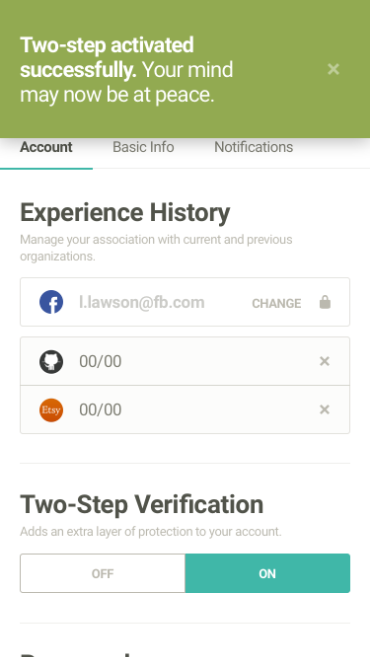 Two-step activated
successfully. Your mind
may now be at peace.
Account Basic Info Notifications
Experience History
Manage your association with current and previous
organizations.
l.lawson@fb.com CHANGE
00/00
Etsy 00/00
Two-Step Verification
Adds an extra layer of protection to your account.
OFF ON